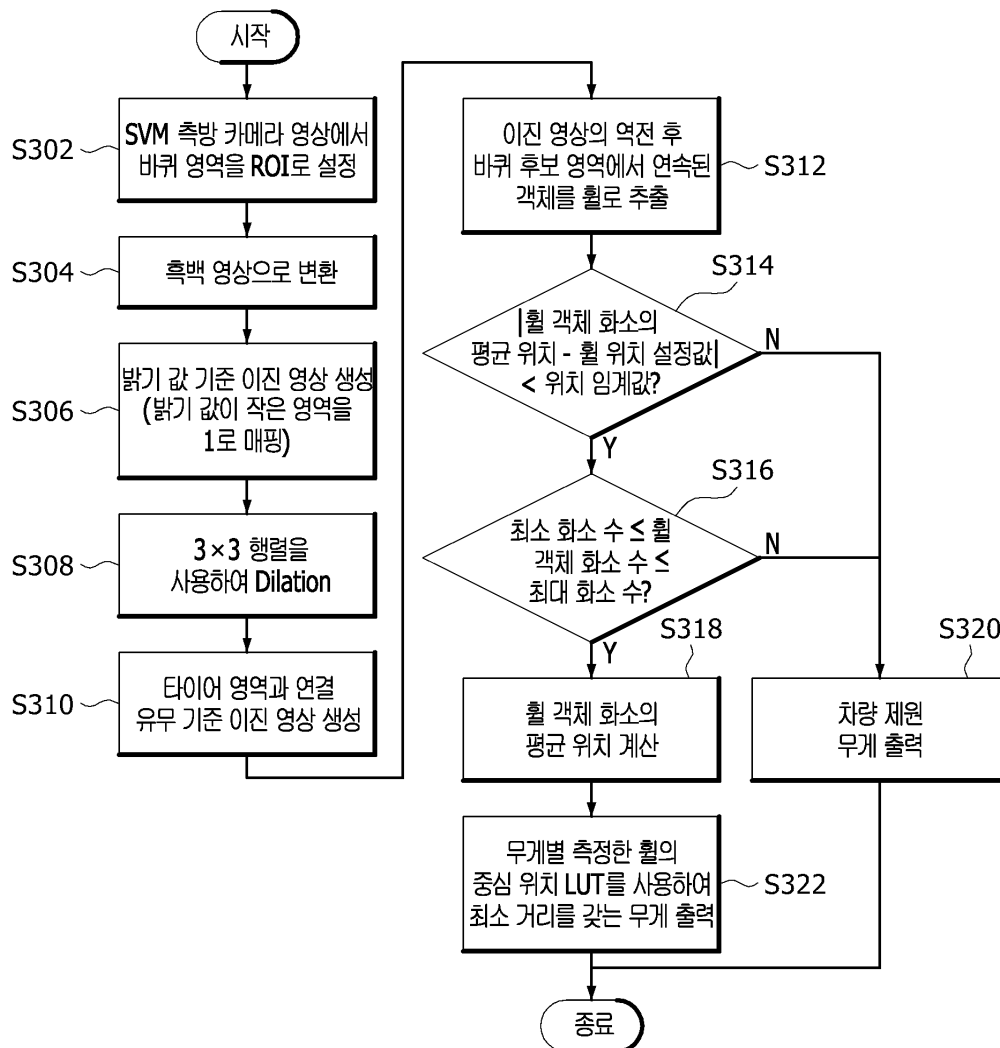 시작
S302
SVM 측방 카메라 영상에서
바퀴 영역을 ROI로 설정
S304
흑백 영상으로 변환
S306
밝기 값 기준 이진 영상 생성
(밝기 값이 작은 영역을
1로 매핑)
S308
3×3 행렬을
사용하여 Dilation
S310
타이어 영역과 연결
유무 기준 이진 영상 생성
이진 영상의 역전 후
바퀴 후보 영역에서 연속된
객체를 휠로 추출
S312
S314
|휠 객체 화소의
평균 위치 - 휠 위치 설정값|
< 위치 임계값?
N
Y
S316
최소 화소 수 ≤ 휠
객체 화소 수 ≤
최대 화소 수?
N
Y
S318
휠 객체 화소의
평균 위치 계산
S320
차량 제원
무게 출력
무게별 측정한 휠의
중심 위치 LUT를 사용하여
최소 거리를 갖는 무게 출력
S322
종료